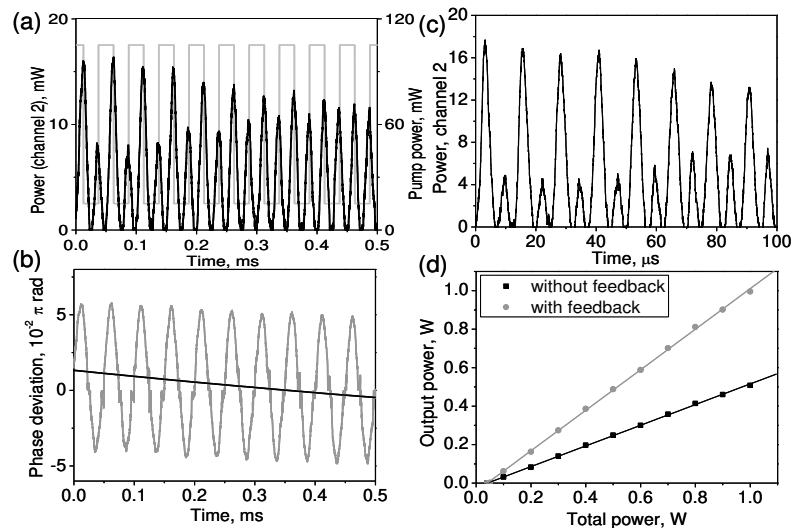 (a)
20
10
0
Power (channel 2), mW
120
60
0
Pump power, mW
0.0 0.1 0.2 0.3 0.4 0.5
Time, ms
(c)
16
12
8
4
0
Power, channel 2
0 20 40 60 80 100
Time, μs
(b)
5
0
-5
Phase deviation, 10⁻² π rad
0.0 0.1 0.2 0.3 0.4 0.5
Time, ms
(d)
without feedback
with feedback
1.0
0.8
0.6
0.4
0.2
0.0
Output power, W
0.0 0.2 0.4 0.6 0.8 1.0
Total power, W